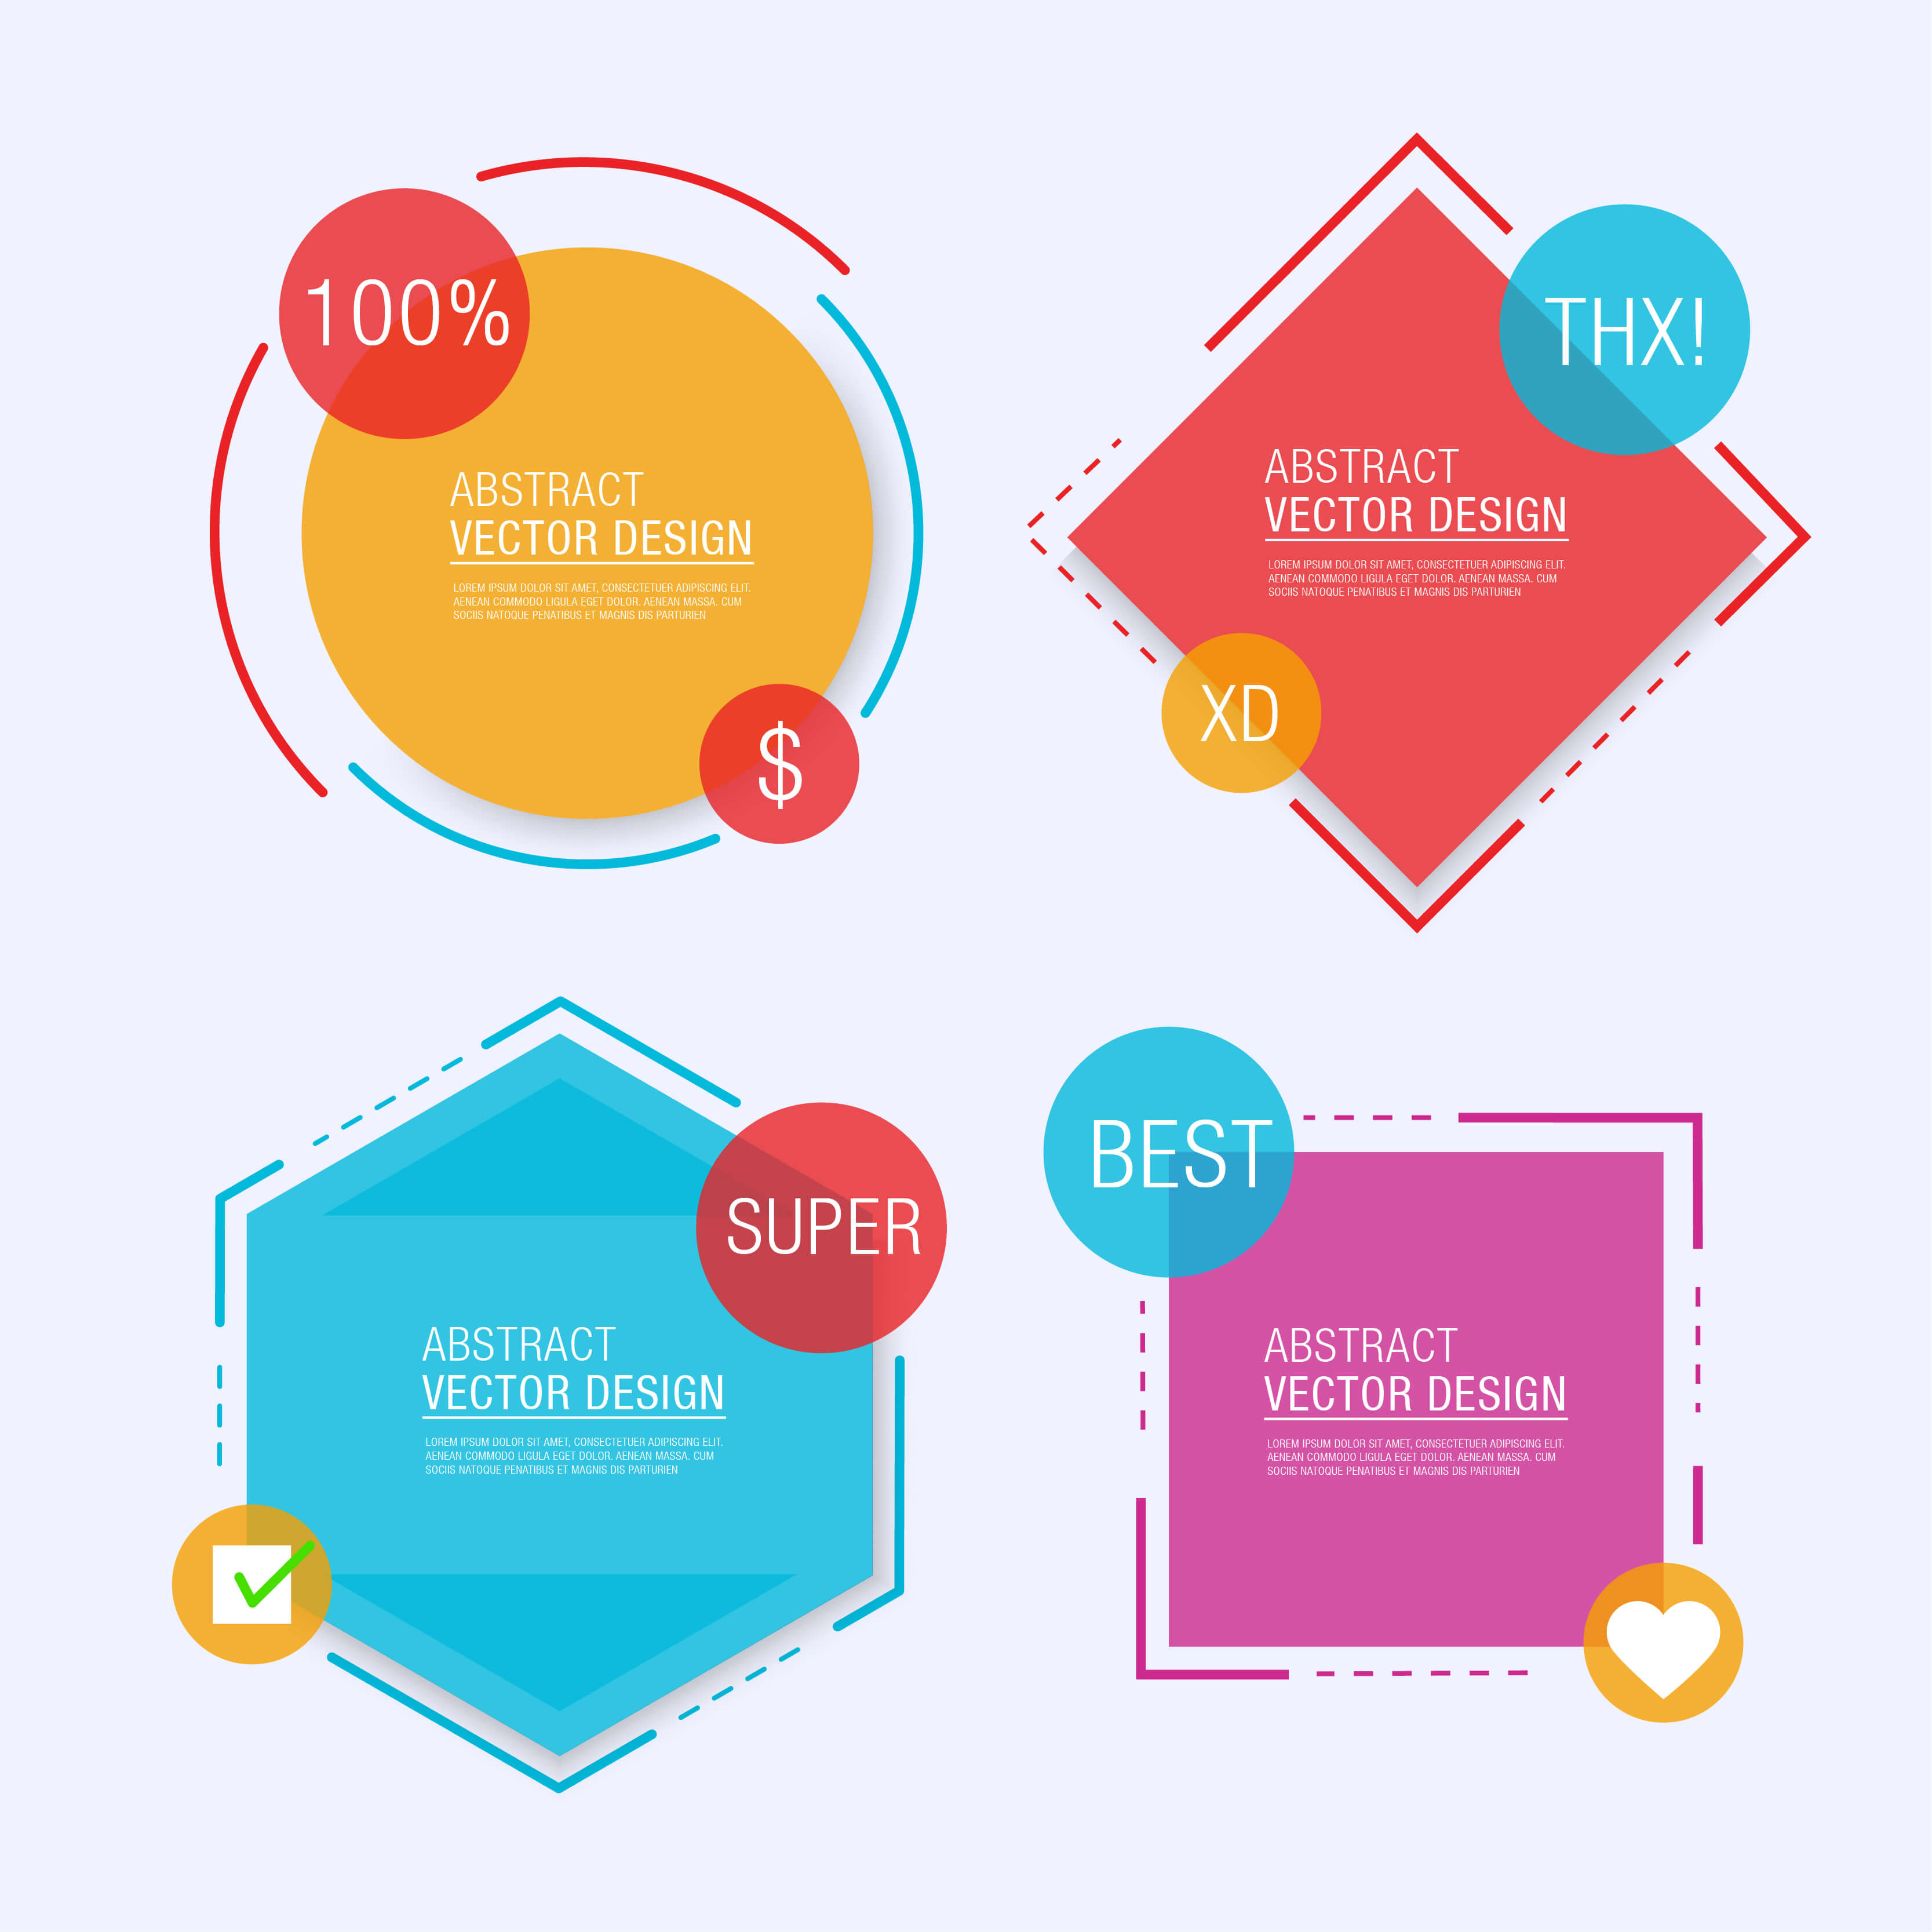 100%
ABSTRACT
VECTOR DESIGN
LOREM IPSUM DOLOR SIT AMET, CONSECTETUER ADIPISCING ELIT.
AENEAN COMMODO LIGULA EGET DOLOR. AENEAN MASSA. CUM
SOCIIS NATOQUE PENATIBUS ET MAGNIS DIS PARTURIEN
$
THX!
ABSTRACT
VECTOR DESIGN
LOREM IPSUM DOLOR SIT AMET, CONSECTETUER ADIPISCING ELIT.
AENEAN COMMODO LIGULA EGET DOLOR. AENEAN MASSA. CUM
SOCIIS NATOQUE PENATIBUS ET MAGNIS DIS PARTURIEN
XD
SUPER
ABSTRACT
VECTOR DESIGN
LOREM IPSUM DOLOR SIT AMET, CONSECTETUER ADIPISCING ELIT.
AENEAN COMMODO LIGULA EGET DOLOR. AENEAN MASSA. CUM
SOCIIS NATOQUE PENATIBUS ET MAGNIS DIS PARTURIEN
BEST
ABSTRACT
VECTOR DESIGN
LOREM IPSUM DOLOR SIT AMET, CONSECTETUER ADIPISCING ELIT.
AENEAN COMMODO LIGULA EGET DOLOR. AENEAN MASSA. CUM
SOCIIS NATOQUE PENATIBUS ET MAGNIS DIS PARTURIEN